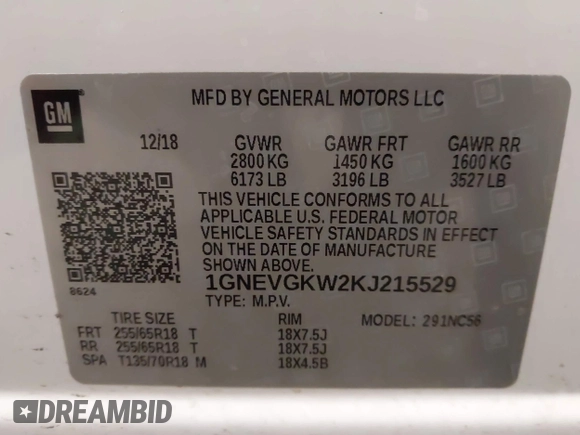 GM
MFD BY GENERAL MOTORS LLC
12/18 GVWR GAWR FRT GAWR RR
2800 KG 1450 KG 1600 KG
6173 LB 3196 LB 3527 LB
THIS VEHICLE CONFORMS TO ALL
APPLICABLE U.S. FEDERAL MOTOR
VEHICLE SAFETY STANDARDS IN EFFECT
ON THE DATE OF MANUFACTURE
SHOWN ABOVE.
8624
1GNEVGKW2KJ215529
TYPE: M.P.V.
TIRE SIZE RIM MODEL: 291NC56
FRT 255/65R18 T 18X7.5J
RR 255/65R18 T 18X7.5J
SPA T135/70R18 M 18X4.5B
DREAMBID